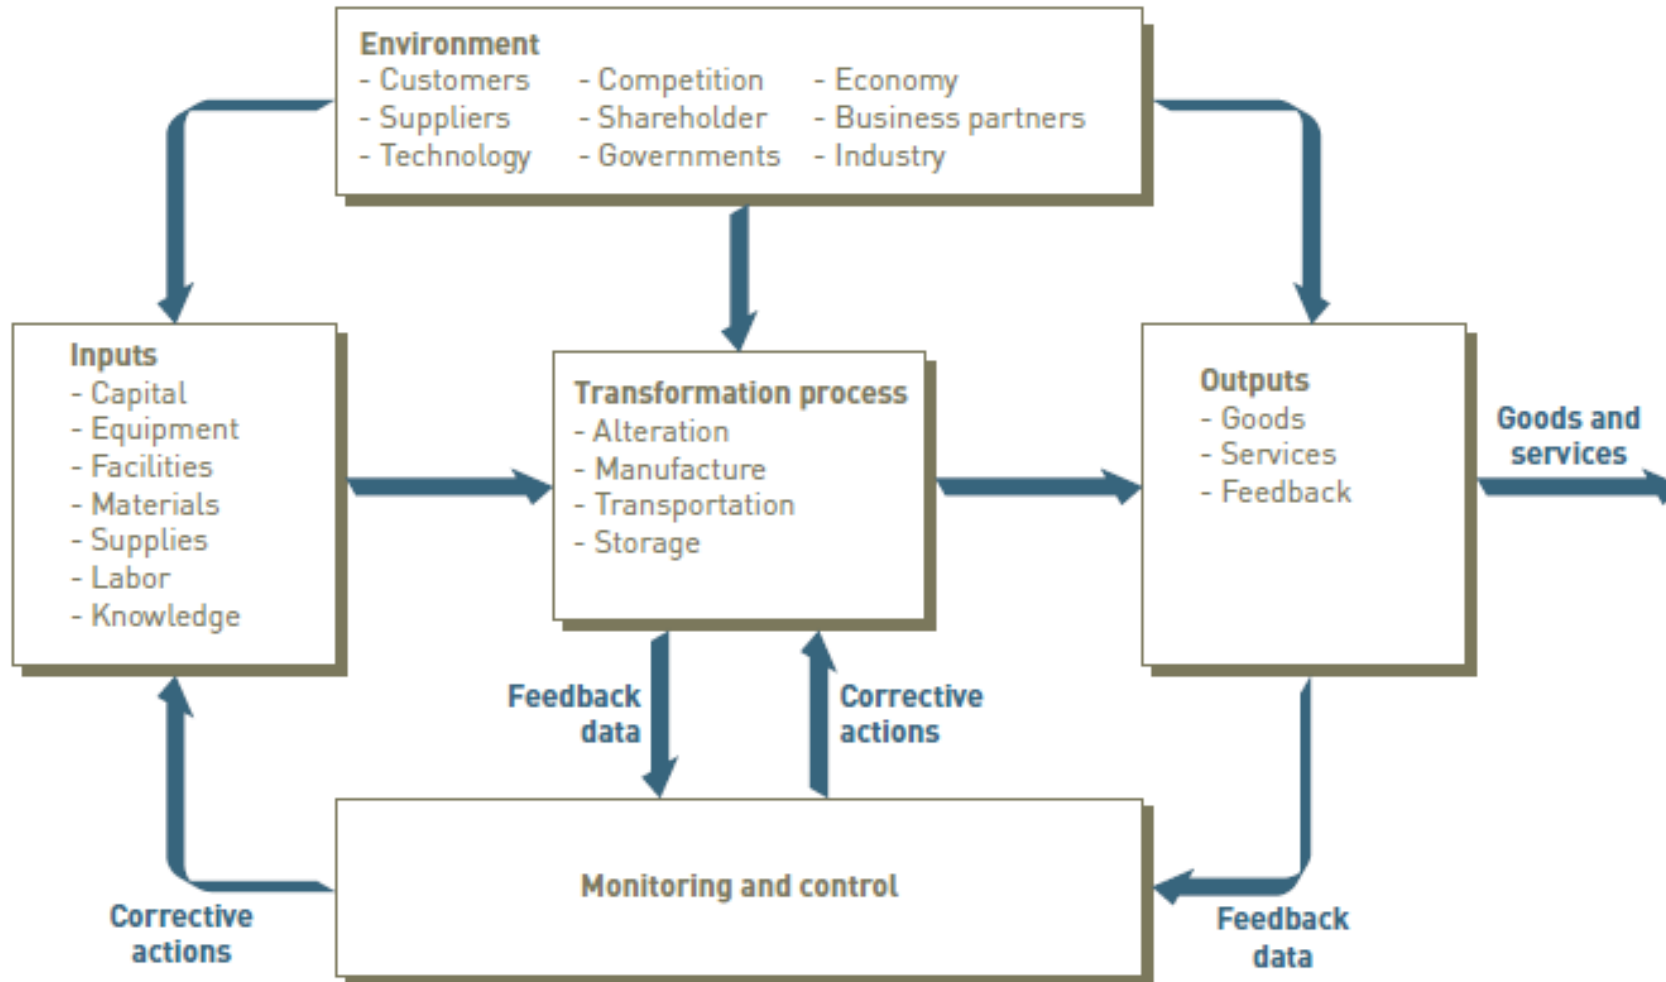 Environment
- Customers - Competition - Economy
- Suppliers - Shareholder - Business partners
- Technology - Governments - Industry
Inputs
- Capital
- Equipment
- Facilities
- Materials
- Supplies
- Labor
- Knowledge
Transformation process
- Alteration
- Manufacture
- Transportation
- Storage
Outputs
- Goods
- Services
- Feedback
Goods and
services
Feedback
data
Corrective
actions
Monitoring and control
Corrective
actions
Feedback
data